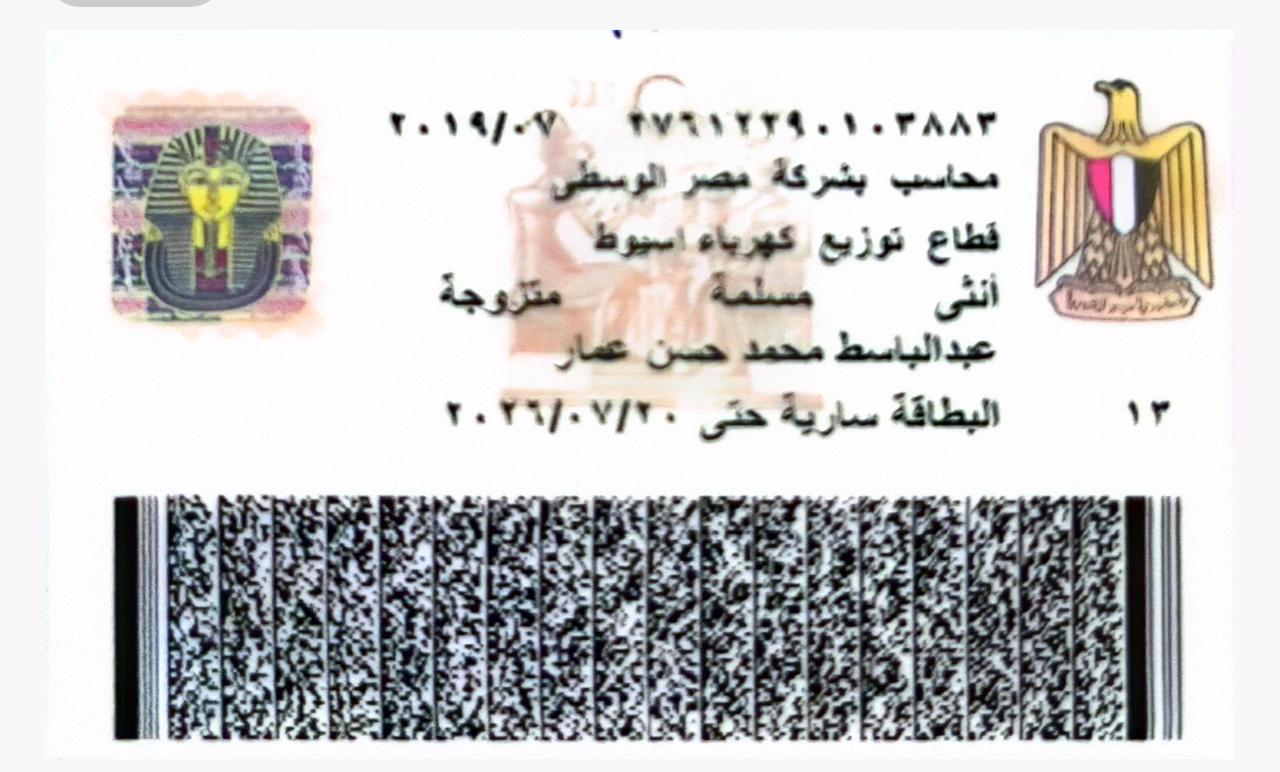 ٢٧٦١٢٢٩٠١٠٣٨٨٣ ٢٠١٩/٠٧
محاسب بشركة مصر الوسطى
قطاع توزيع كهرباء اسيوط
أنثى مسلمة متزوجة
عبدالباسط محمد حسن عمار
١٣ البطاقة سارية حتى ٢٠٢٦/٠٧/٢٠